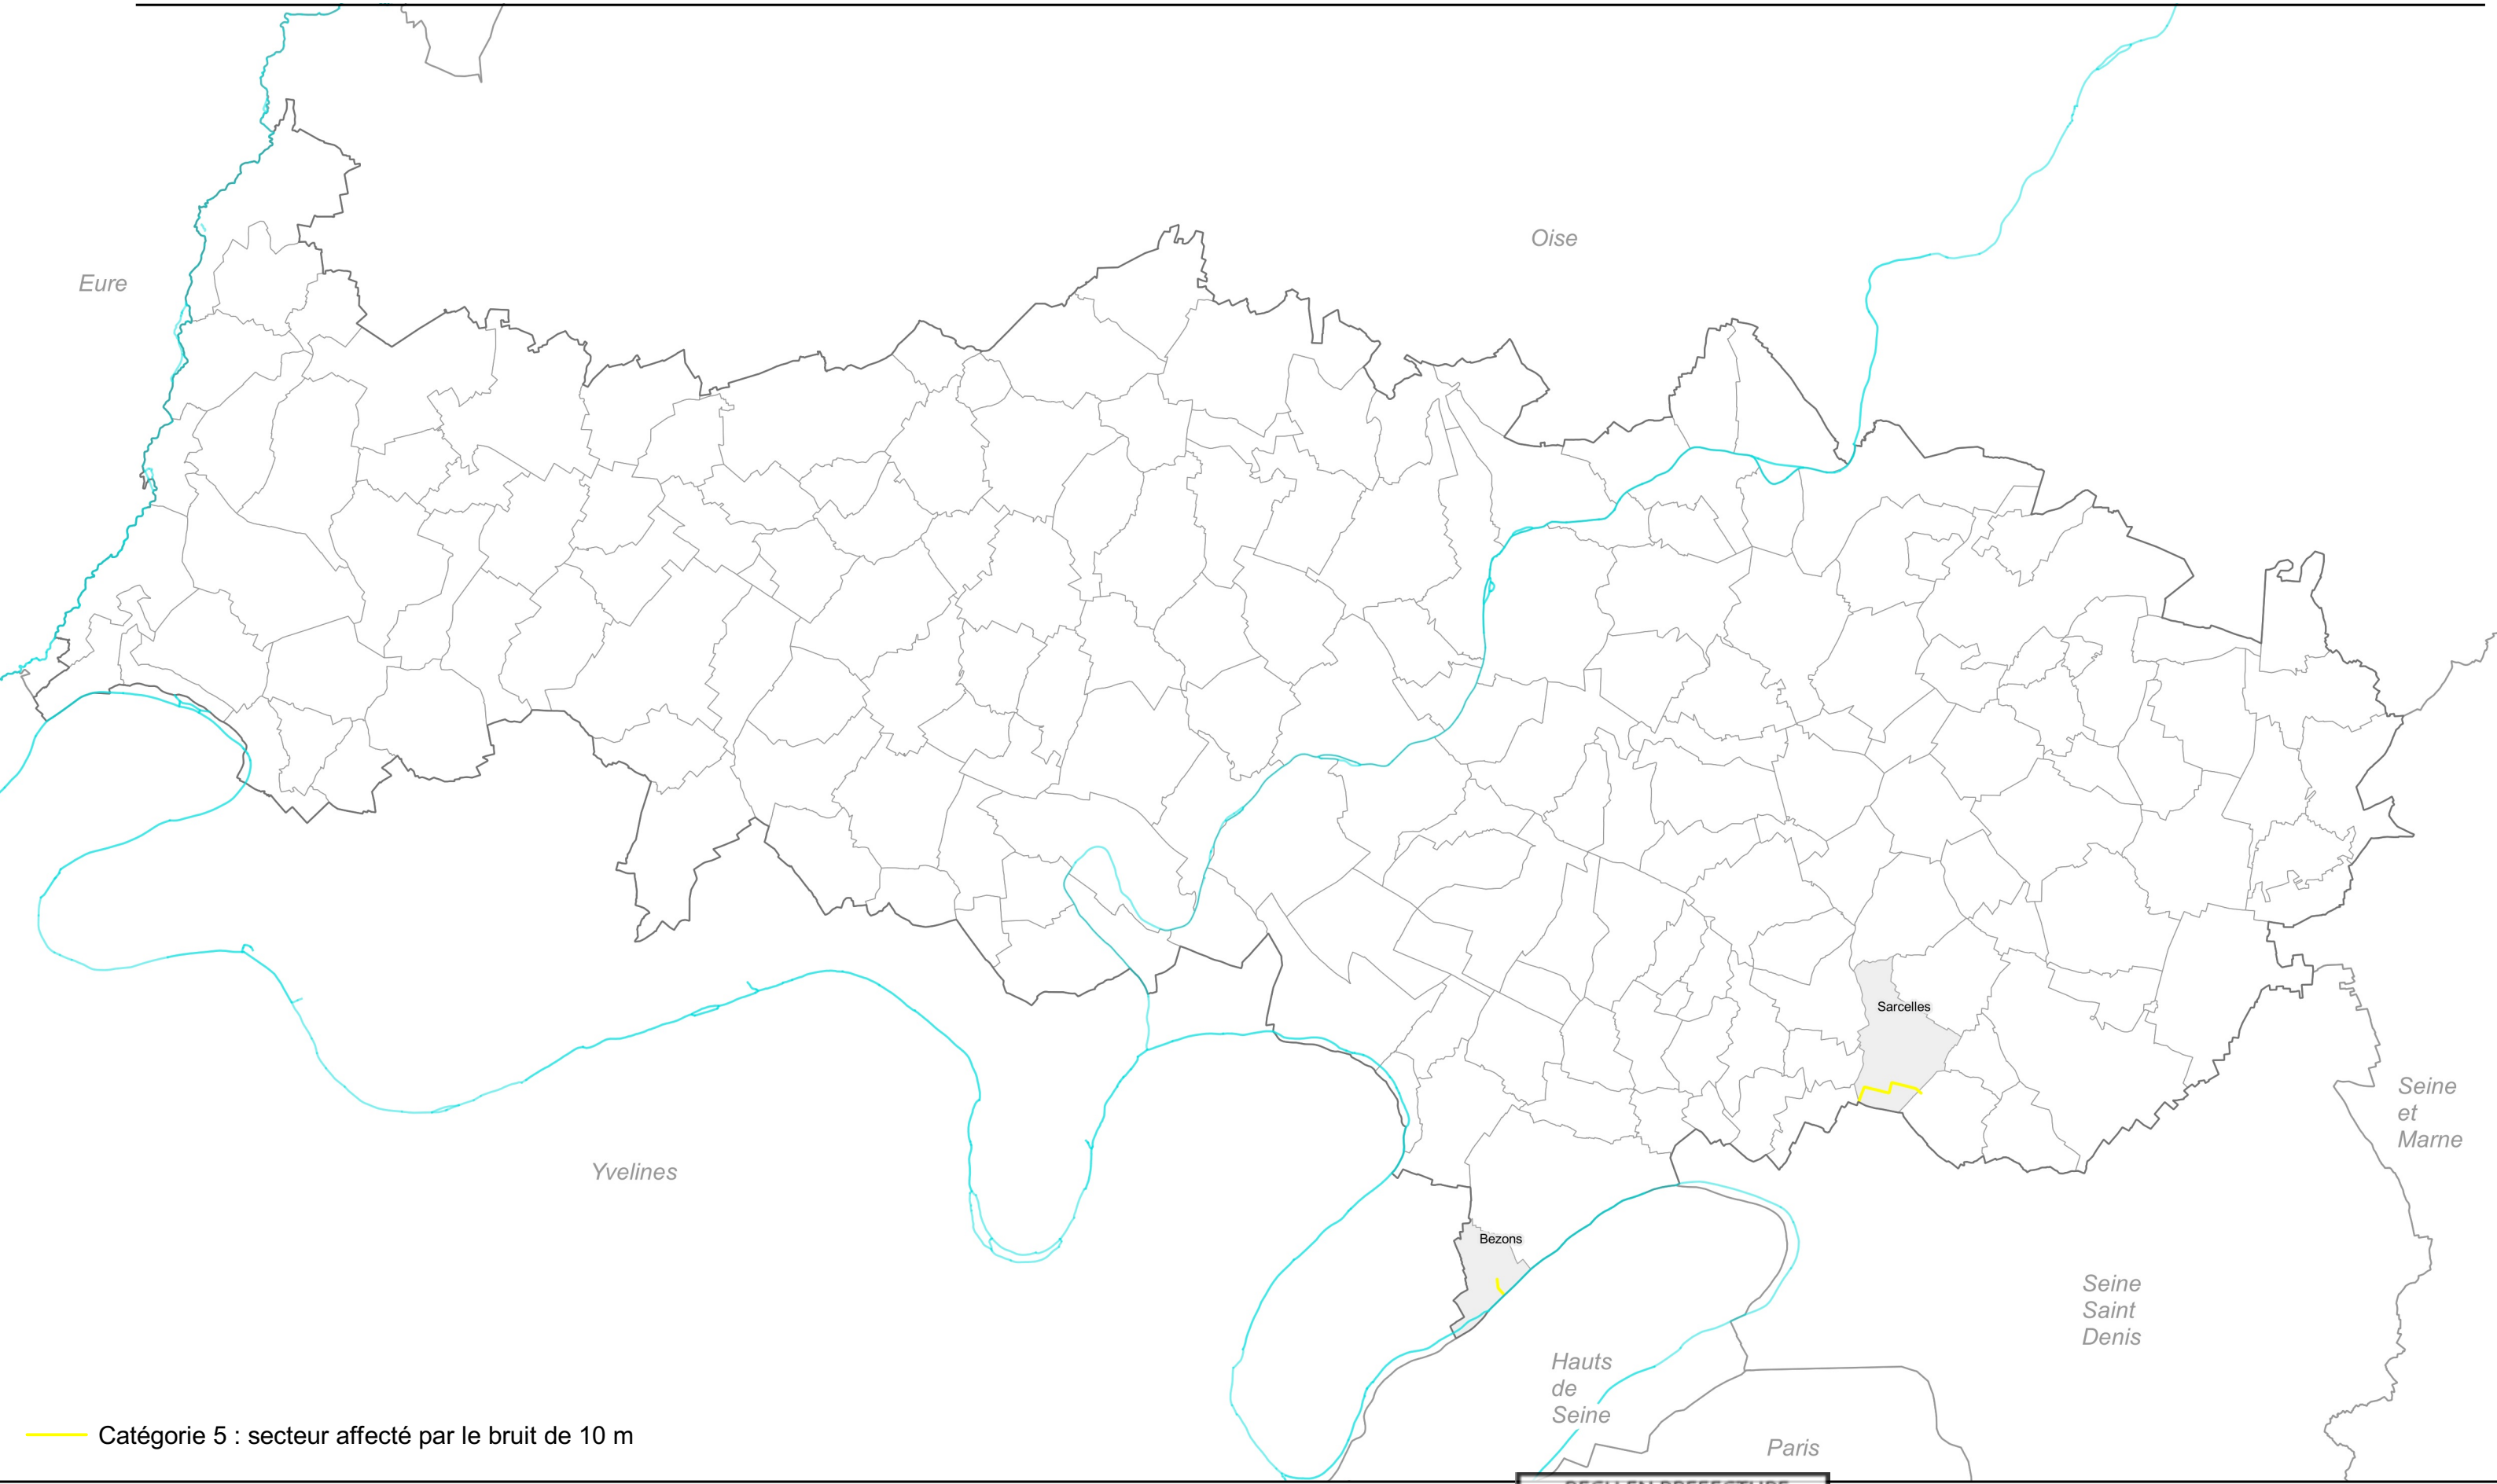 Oise
Eure
Sarcelles
Seine
et
Marne
Yvelines
Bezons
Seine
Saint
Denis
Hauts
de
Seine
Catégorie 5 : secteur affecté par le bruit de 10 m
Paris